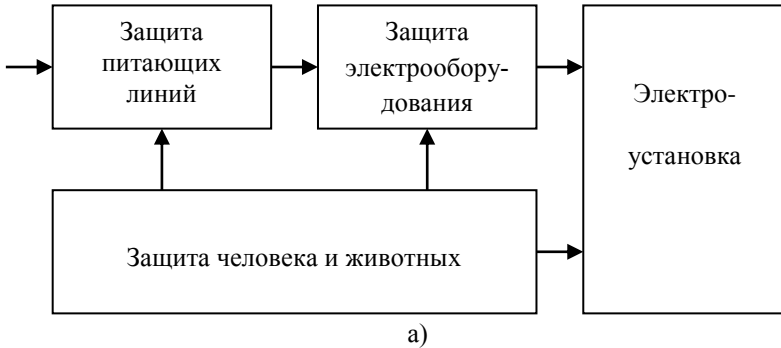 Защита
питающих
линий
Защита
электрообору-
дования
Электро-
установка
Защита человека и животных
а)